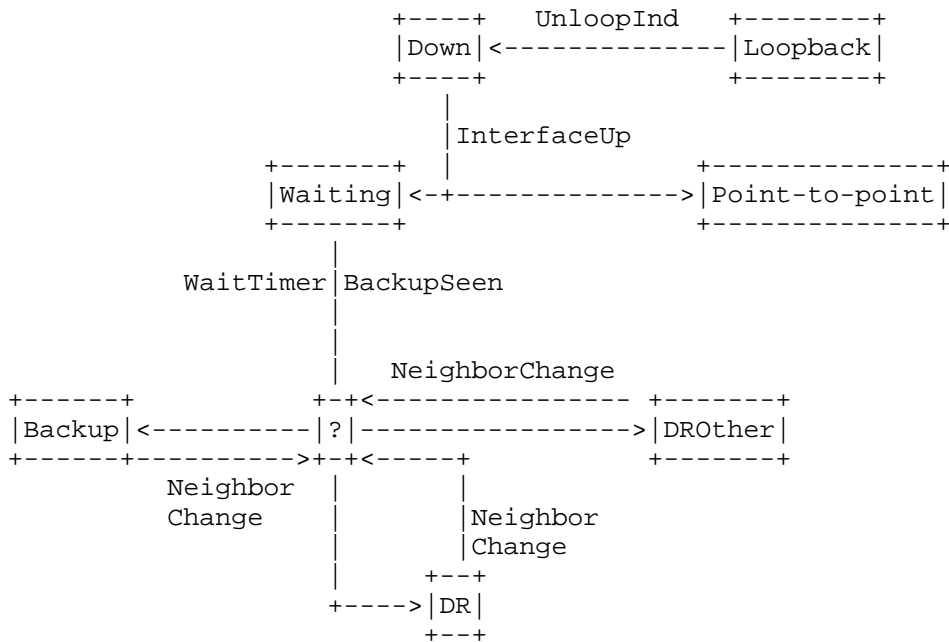 +----+   UnloopInd   +--------+
|Down|<--------------|Loopback|
+----+               +--------+
|
|InterfaceUp
+-------+   |                +--------------+
|Waiting|<-+-------------->|Point-to-point|
+-------+                    +--------------+
|
WaitTimer|BackupSeen
|
|
|   NeighborChange
+------+           +-+<---------------- +-------+
|Backup|<----------|?|----------------->|DROther|
+------+---------->+-+<-----+           +-------+
Neighbor  |       |
Change    |       |Neighbor
|       |Change
|     +--+
+---->|DR|
+--+